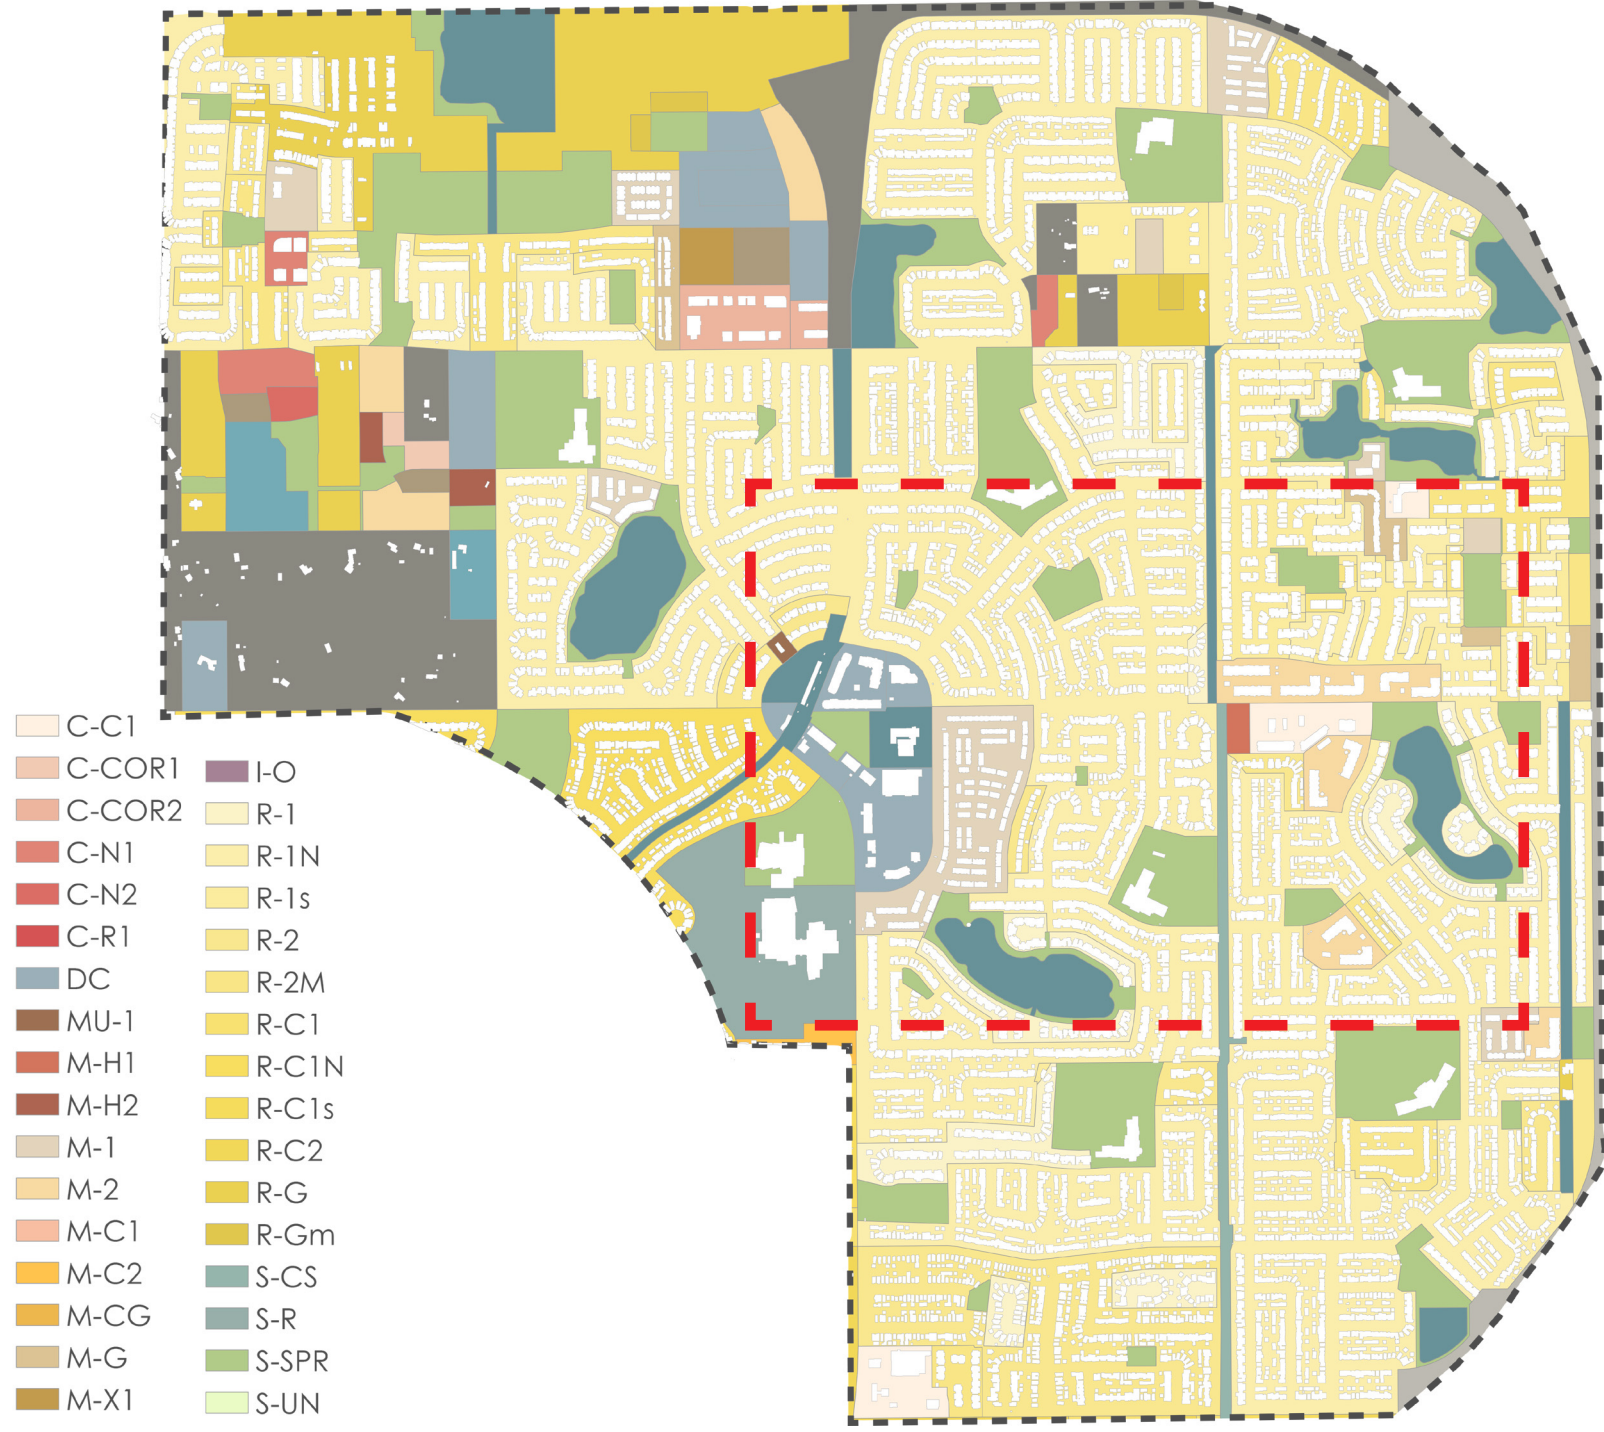 C-C1
C-COR1
C-COR2
C-N1
C-N2
C-R1
DC
MU-1
M-H1
M-H2
M-1
M-2
M-C1
M-C2
M-CG
M-G
M-X1
I-O
R-1
R-1N
R-1s
R-2
R-2M
R-C1
R-C1N
R-C1s
R-C2
R-G
R-Gm
S-CS
S-R
S-SPR
S-UN